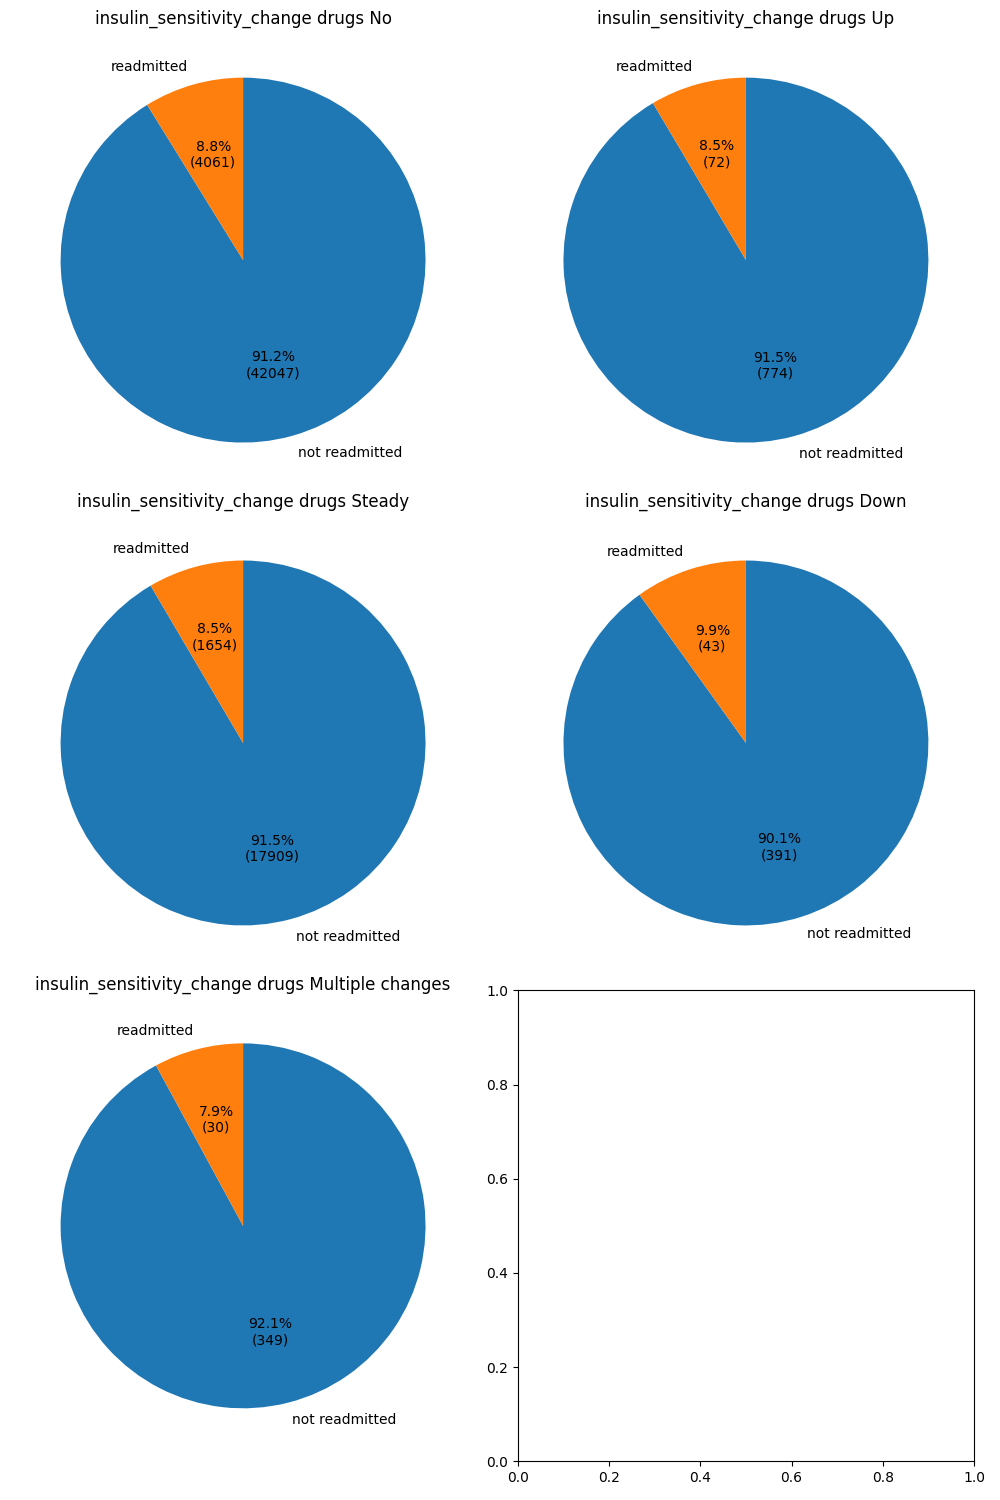 insulin_sensitivity_change drugs No
readmitted
8.8%
(4061)
91.2%
(42047)
not readmitted
insulin_sensitivity_change drugs Up
readmitted
8.5%
(72)
91.5%
(774)
not readmitted
insulin_sensitivity_change drugs Steady
readmitted
8.5%
(1654)
91.5%
(17909)
not readmitted
insulin_sensitivity_change drugs Down
readmitted
9.9%
(43)
90.1%
(391)
not readmitted
insulin_sensitivity_change drugs Multiple changes
readmitted
7.9%
(30)
92.1%
(349)
not readmitted
1.0
0.8
0.6
0.4
0.2
0.0
0.0 0.2 0.4 0.6 0.8 1.0